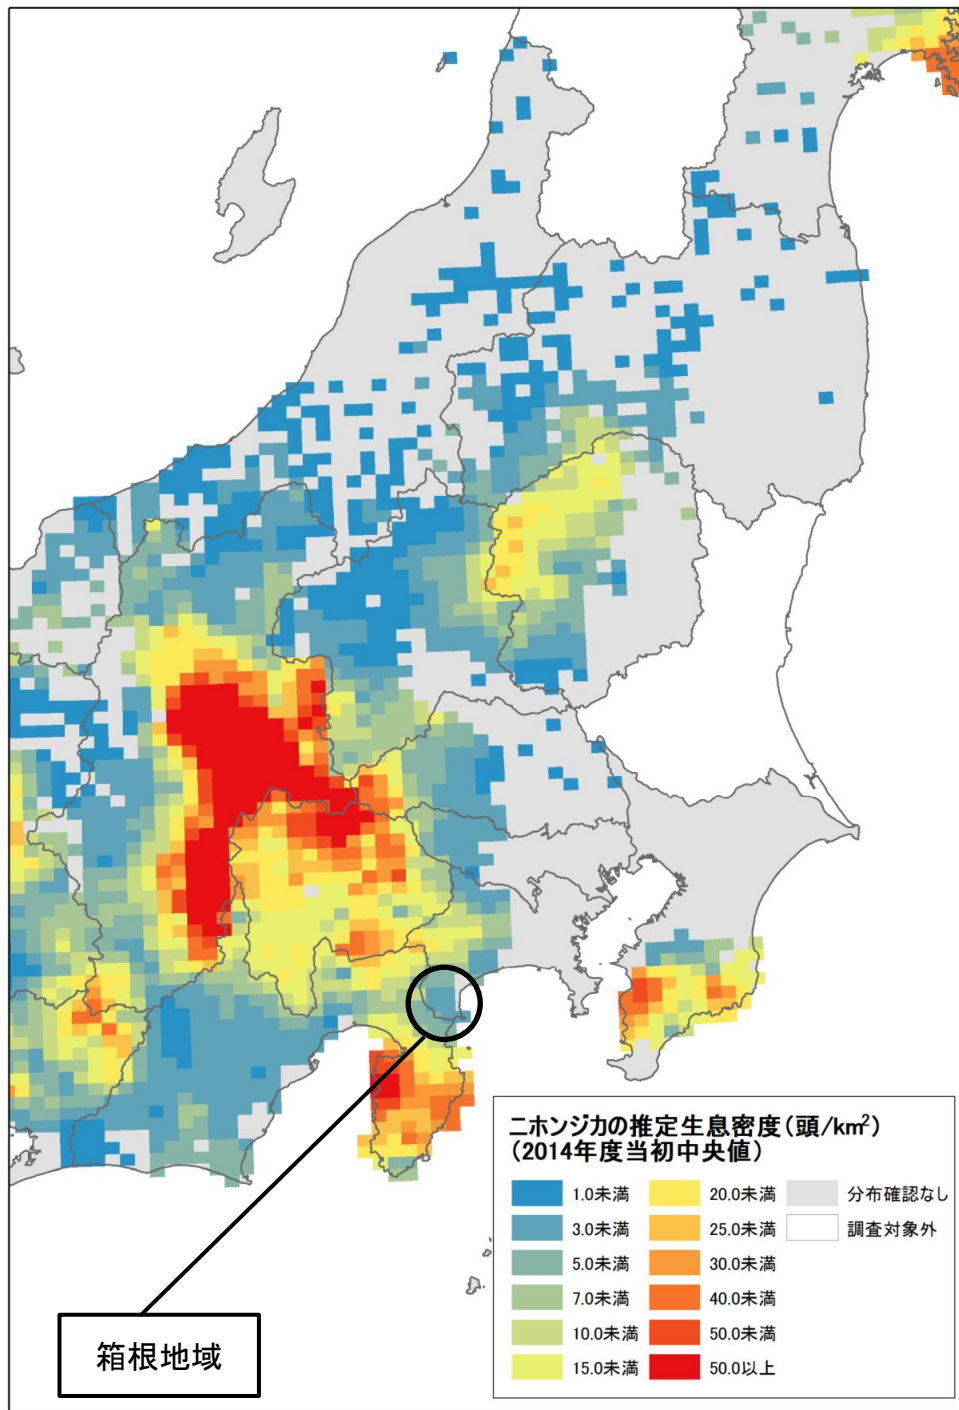 ニホンジカの推定生息密度(頭/km²)
(2014年度当初中央値)
1.0未満
3.0未満
5.0未満
7.0未満
10.0未満
15.0未満
20.0未満
25.0未満
30.0未満
40.0未満
50.0未満
50.0以上
分布確認なし
調査対象外
箱根地域